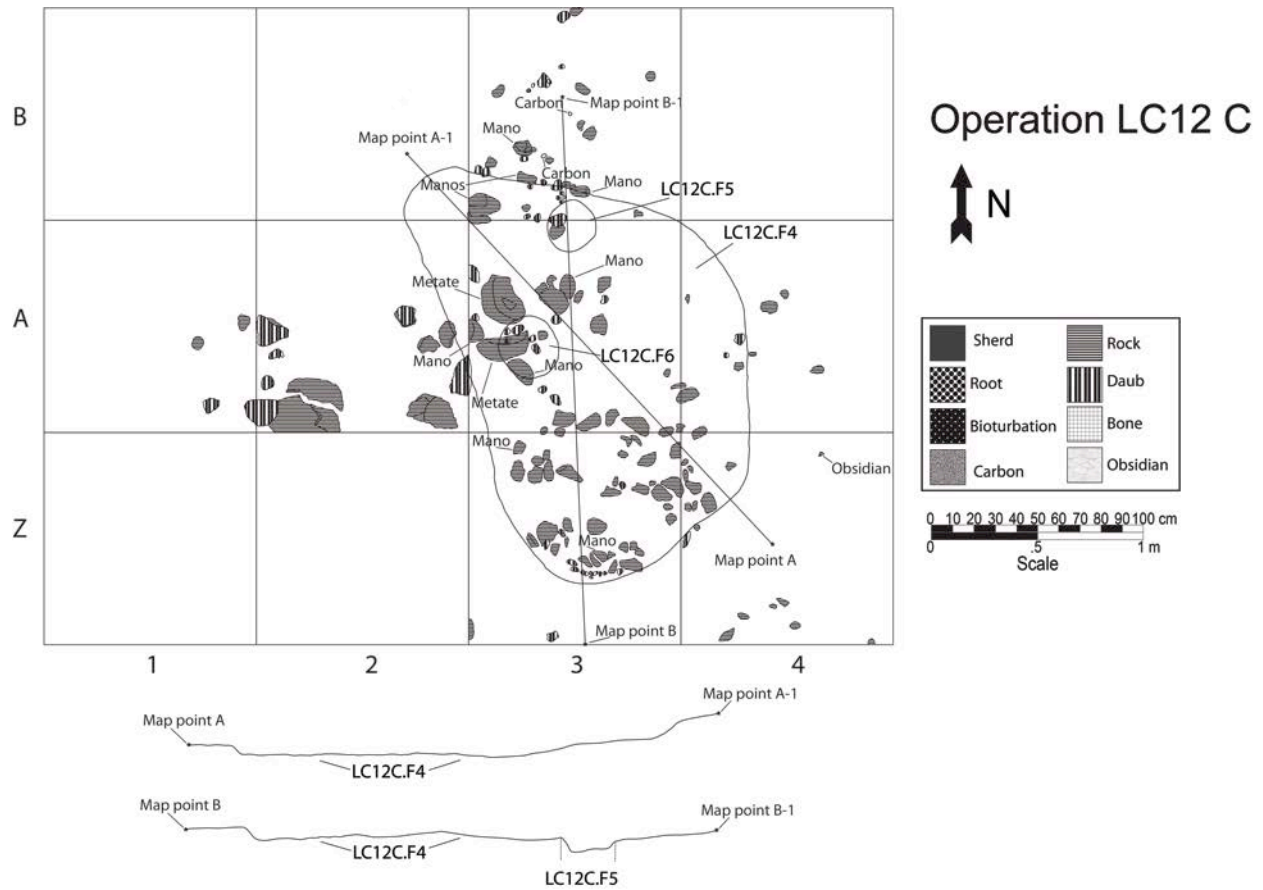 Operation LC12 C
N
B
A
Z
1
2
3
4
Carbon
Map point B-1
Mano
Map point A-1
Carbon
Manos
Mano
LC12C.F5
LC12C.F4
Mano
Metate
Mano
LC12C.F6
Mano
Metate
Mano
Obsidian
Mano
Map point A
Map point B
Sherd
Rock
Root
Daub
Bioturbation
Bone
Carbon
Obsidian
0 10 20 30 40 50 60 70 80 90 100 cm
0 .5 1 m
Scale
Map point A
Map point A-1
LC12C.F4
Map point B
Map point B-1
LC12C.F4
LC12C.F5